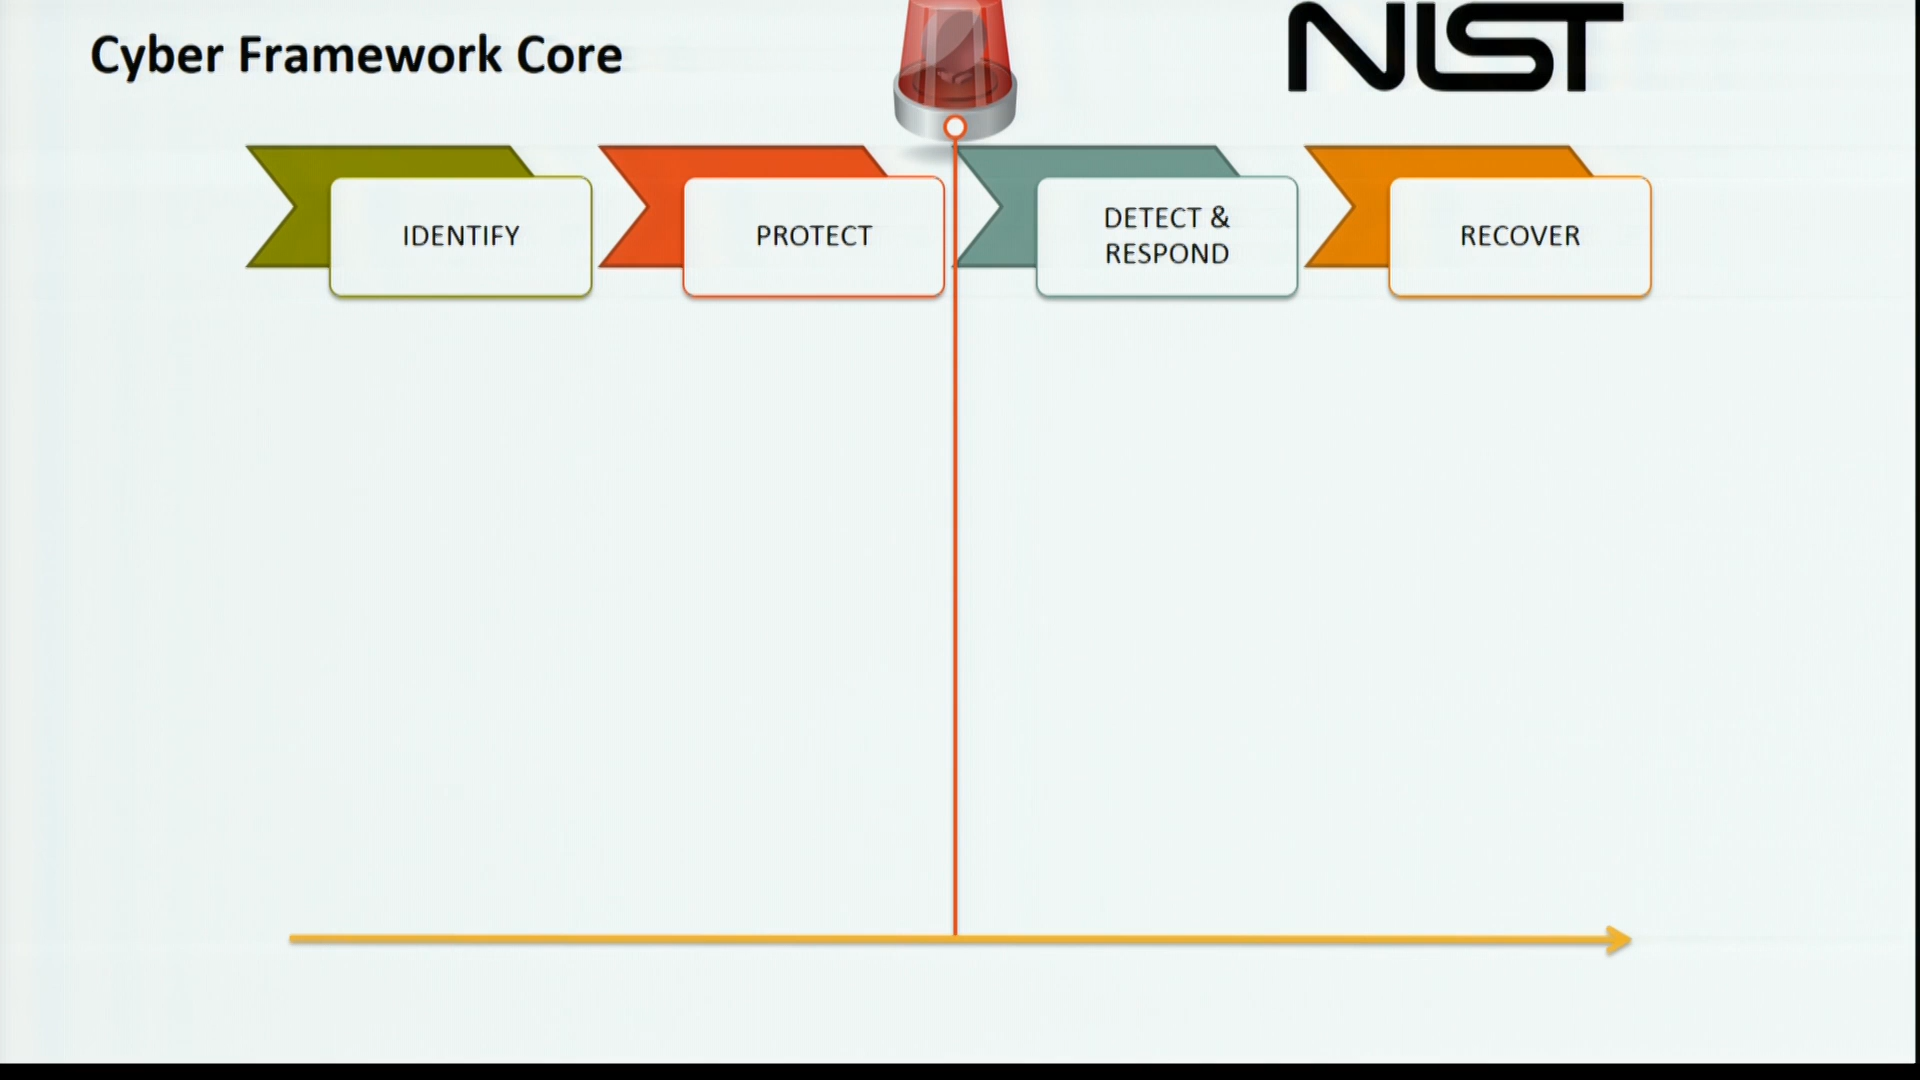 Cyber Framework Core
NIST
IDENTIFY
PROTECT
DETECT &
RESPOND
RECOVER